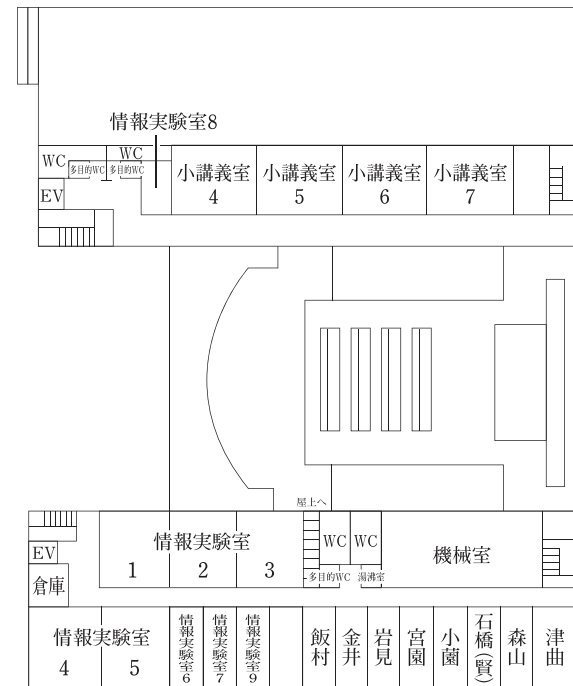 情報実験室8
WC
WC
多目的WC
多目的WC
EV
小講義室
4
小講義室
5
小講義室
6
小講義室
7
屋上へ
情報実験室
1
2
3
WC
WC
多目的WC
湯沸室
機械室
EV
倉庫
情報実験室
4
5
情報実験室6
情報実験室7
情報実験室9
飯村
金井
岩見
宮園
小薗
石橋(賢)
森山
津曲